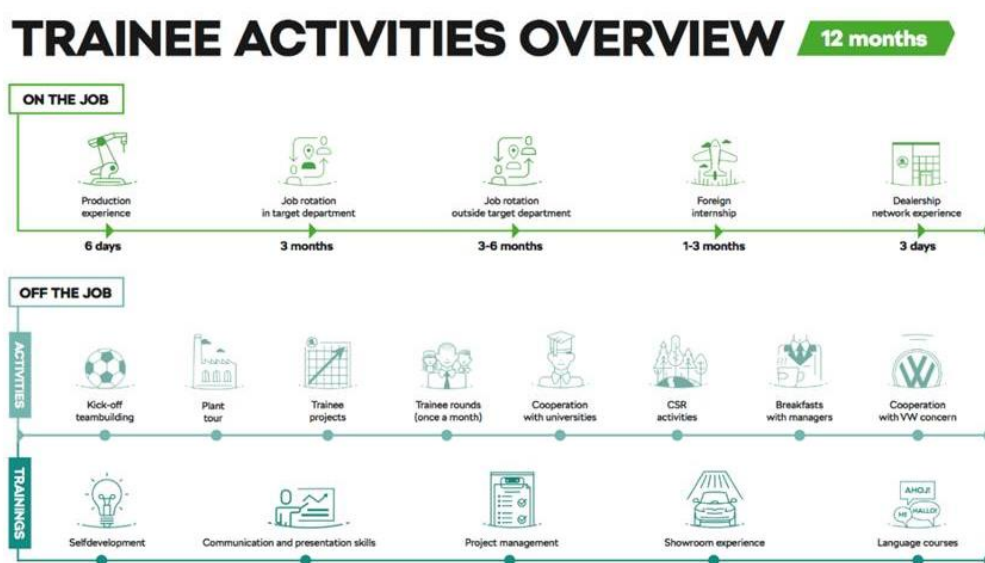 TRAINEE ACTIVITIES OVERVIEW
12 months
ON THE JOB
Production
experience
6 days
Job rotation
in target department
3 months
Job rotation
outside target department
3-6 months
Foreign
internship
1-3 months
Dealership
network experience
3 days
OFF THE JOB
ACTIVITIES
Kick-off
teambuilding
Plant
tour
Trainee
projects
Trainee rounds
(once a month)
Cooperation
with universities
CSR
activities
Breakfasts
with managers
Cooperation
with VW concern
TRAININGS
Selfdevelopment
Communication and presentation skills
Project management
Showroom experience
AHOJ!
HI!
HALLO!
Language courses